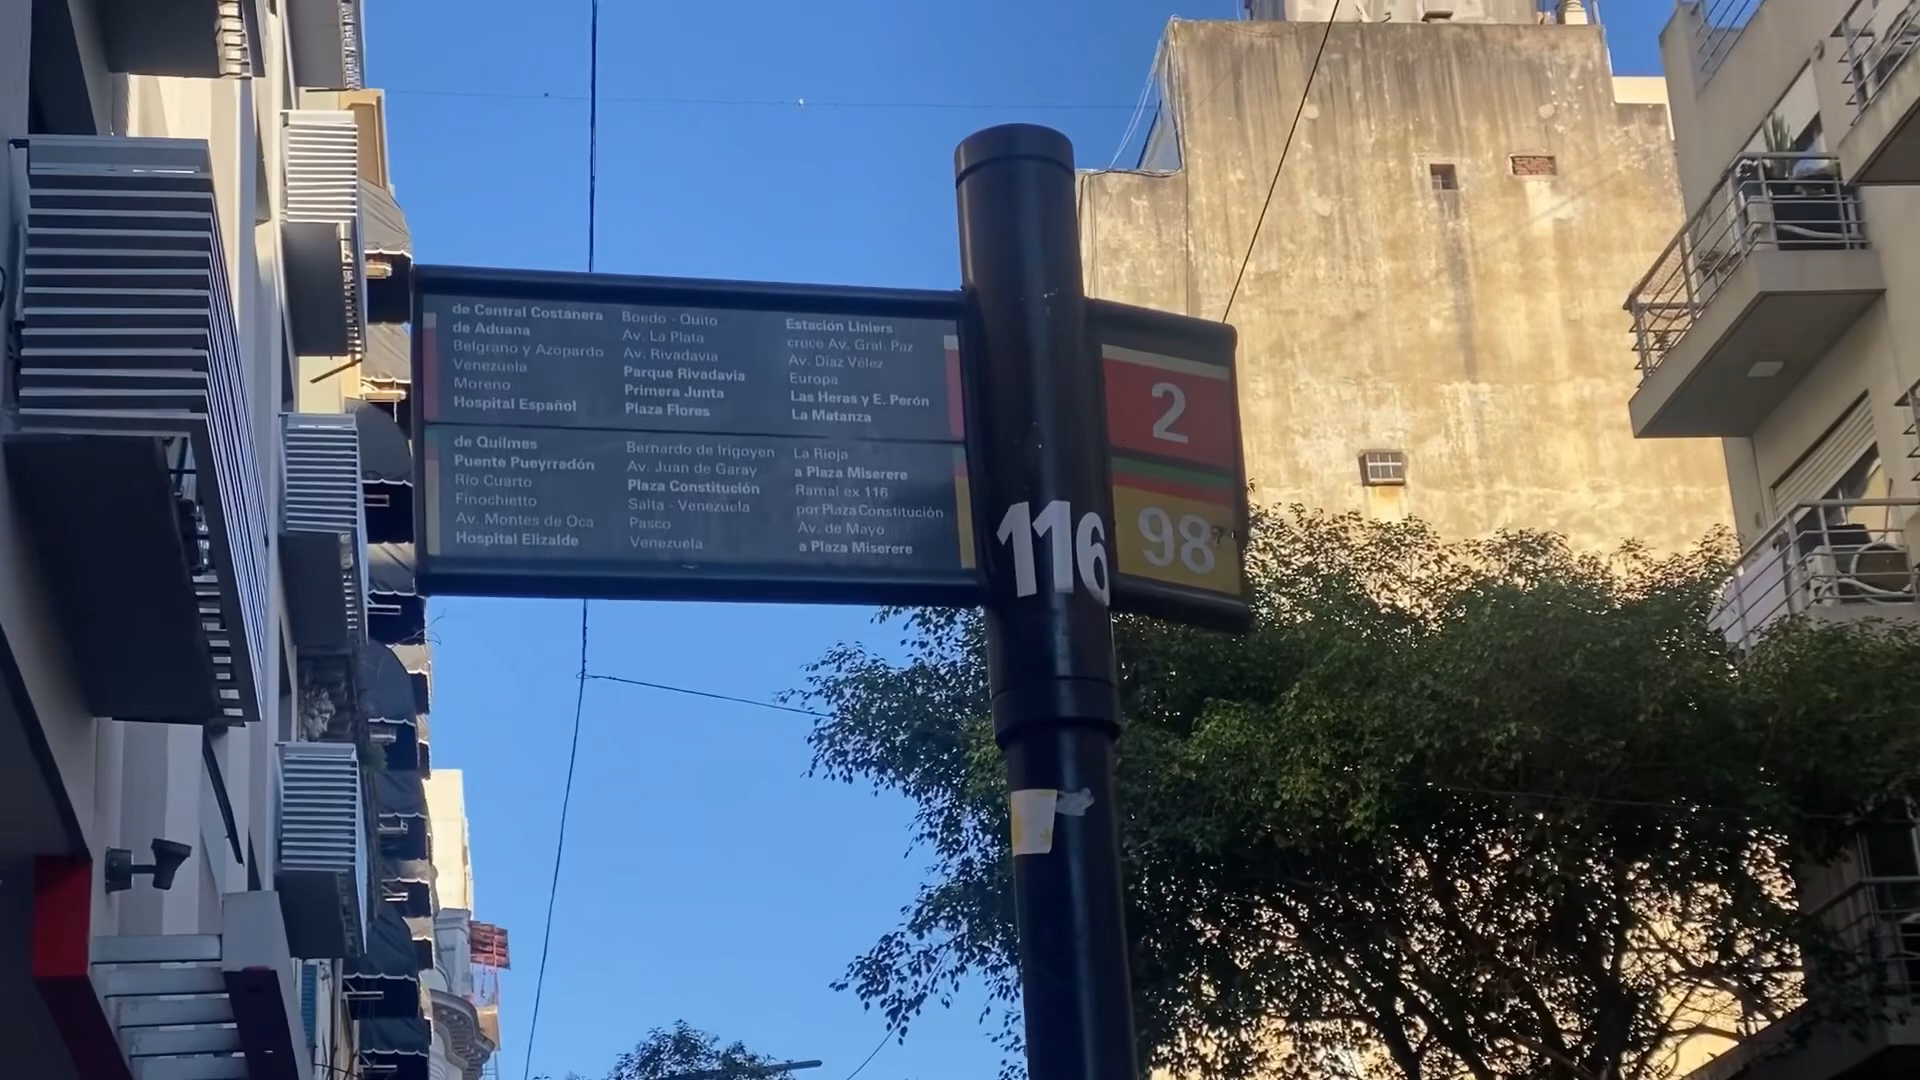 de Central Costanera
de Aduana
Belgrano y Azopardo
Venezuela
Moreno
Hospital Español
Boedo - Quito
Av. La Plata
Av. Rivadavia
Parque Rivadavia
Primera Junta
Plaza Flores
Estación Liniers
cruce Av. Gral. Paz
Av. Díaz Vélez
Europa
Las Heras y E. Perón
La Matanza
de Quilmes
Puente Pueyrredón
Río Cuarto
Finochietto
Av. Montes de Oca
Hospital Elizalde
Bernardo de Irigoyen
Av. Juan de Garay
Plaza Constitución
Salta - Venezuela
Pasco
Venezuela
La Rioja
a Plaza Miserere
Ramal ex 116
por Plaza Constitución
Av. de Mayo
a Plaza Miserere
116
2
98